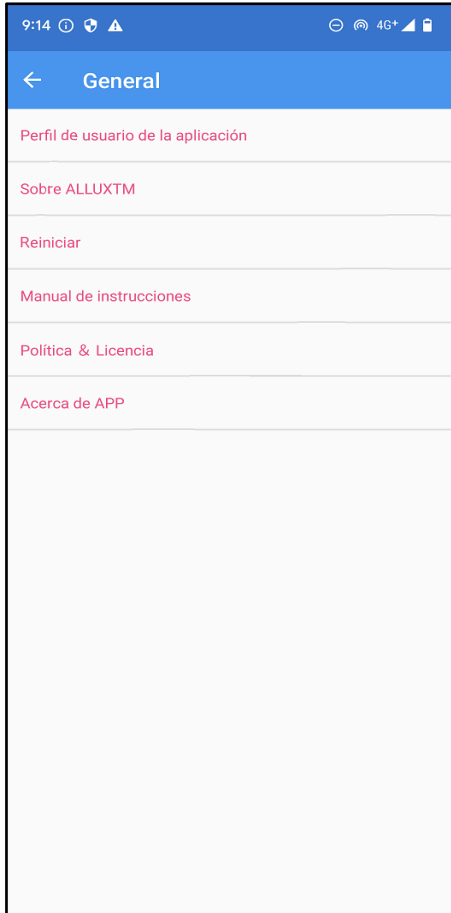 9:14
4G+
General
Perfil de usuario de la aplicación
Sobre ALLUXTM
Reiniciar
Manual de instrucciones
Política & Licencia
Acerca de APP